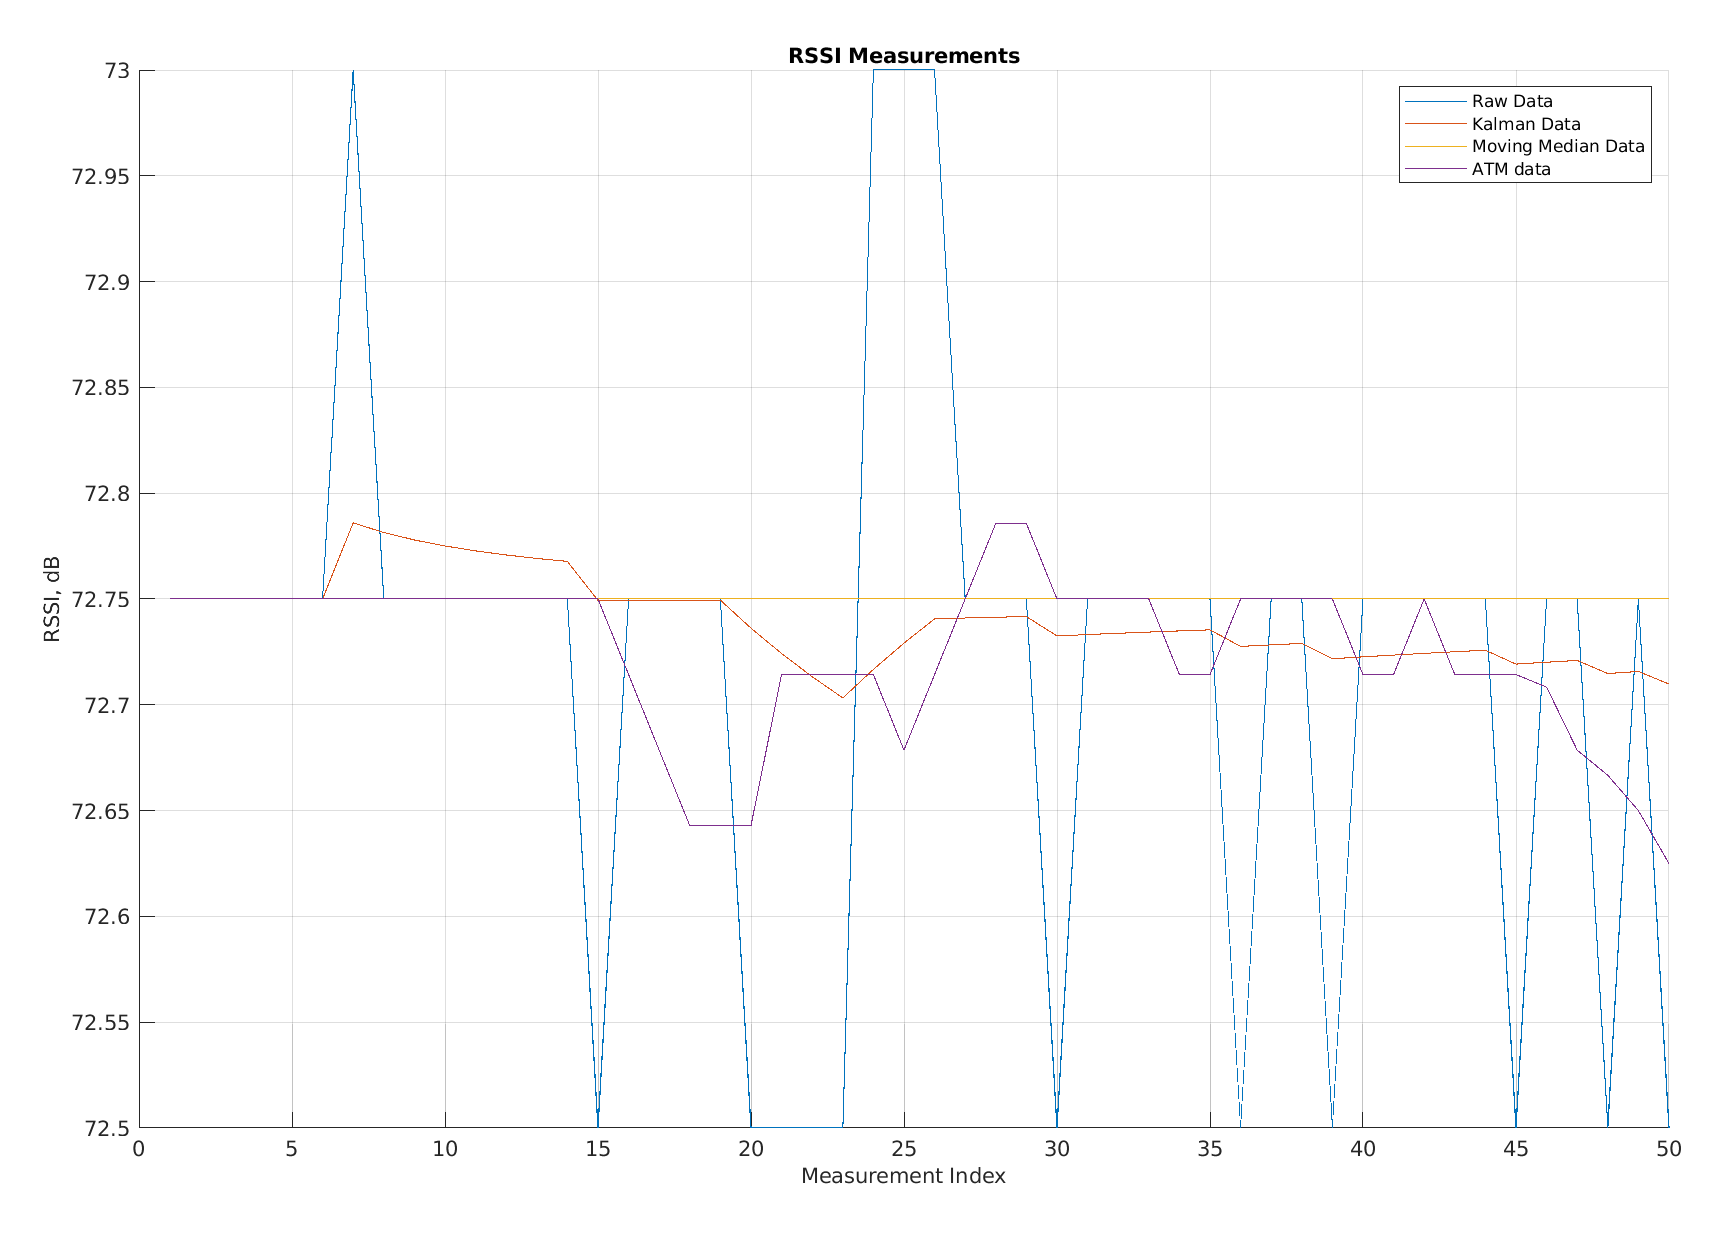 RSSI Measurements
Raw Data
Kalman Data
Moving Median Data
ATM data
73
72.95
72.9
72.85
72.8
72.75
72.7
72.65
72.6
72.55
72.5
RSSI, dB
0 5 10 15 20 25 30 35 40 45 50
Measurement Index